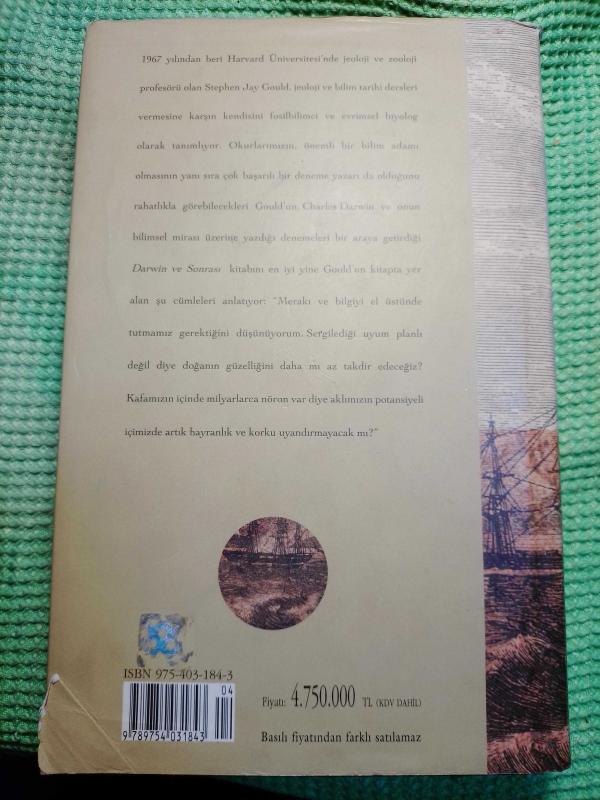 1967 yılından beri Harvard Üniversitesi'nde jeoloji ve zooloji
profesörü olan Stephen Jay Gould, jeoloji ve bilim tarihi dersleri
vermesine karşın kendisini fosilbilimci ve evrimsel biyolog
olarak tanımlıyor. Okurlarımızın, önemli bir bilim adamı
olmasının yanı sıra çok başarılı bir deneme yazarı da olduğunu
rahatlıkla görebilecekleri Gould'un, Charles Darwin ve onun
bilimsel mirası üzerine yazdığı denemeleri bir araya getirdiği
Darwin ve Sonrası kitabını en iyi yine Gould'un kitapta yer
alan şu cümleleri anlatıyor: "Merakı ve bilgiyi el üstünde
tutmamız gerektiğini düşünüyorum. Sergilediği uyum planlı
değil diye doğanın güzelliğini daha mı az takdir edeceğiz?
Kafamızın içinde milyarlarca nöron var diye aklımızın potansiyeli
içimizde artık hayranlık ve korku uyandırmayacak mı?"
ISBN 975-403-184-3
04
9 789754 031843
Fiyatı: 4.750.000 TL (KDV DAHİL)
Basılı fiyatından farklı satılamaz